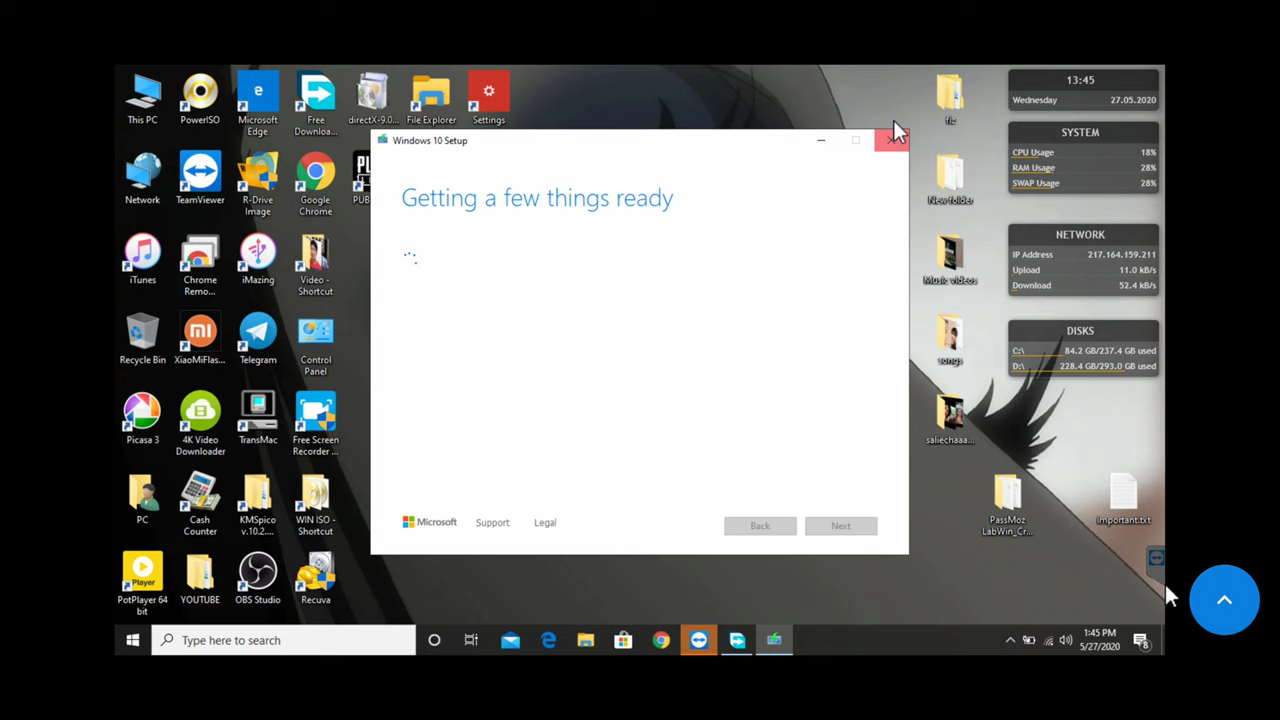 This PC
PowerISO
Microsoft
Edge
Free
Downloa...
directX-9.0...
File Explorer
Settings
Network
TeamViewer
R-Drive
Image
Google
Chrome
PUB
iTunes
Chrome
Remo...
iMazing
Video -
Shortcut
Recycle Bin
XiaoMiFlas...
Telegram
Control
Panel
Picasa 3
4K Video
Downloader
TransMac
Free Screen
Recorder ...
PC
Cash
Counter
KMSpico
v.10.2....
WIN ISO -
Shortcut
Player
PotPlayer 64
bit
YOUTUBE
OBS Studio
Recuva
Windows 10 Setup
Getting a few things ready
Microsoft
Support
Legal
Back
Next
fiz
New folder
Music videos
songs
saliechaaa...
PassMoz
LabWin_Cr...
important.txt
13:45
Wednesday 27.05.2020
SYSTEM
CPU Usage 18%
RAM Usage 28%
SWAP Usage 28%
NETWORK
IP Address 217.164.159.211
Upload 11.0 kB/s
Download 52.4 kB/s
DISKS
C:\ 84.2 GB/237.4 GB used
D:\ 228.4 GB/293.0 GB used
Type here to search
1:45 PM
5/27/2020
8